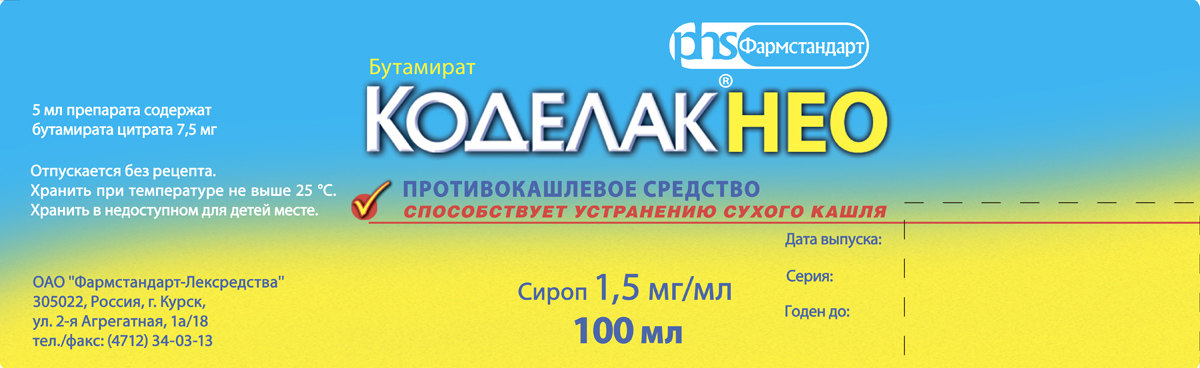 phs Фармстандарт
Бутамират
КОДЕЛАК НЕО®
ПРОТИВОКАШЛЕВОЕ СРЕДСТВО
СПОСОБСТВУЕТ УСТРАНЕНИЮ СУХОГО КАШЛЯ
5 мл препарата содержат
бутамирата цитрата 7,5 мг
Отпускается без рецепта.
Хранить при температуре не выше 25 °С.
Хранить в недоступном для детей месте.
ОАО "Фармстандарт-Лексредства"
305022, Россия, г. Курск,
ул. 2-я Агрегатная, 1а/18
тел./факс: (4712) 34-03-13
Сироп 1,5 мг/мл
100 мл
Дата выпуска:
Серия:
Годен до: